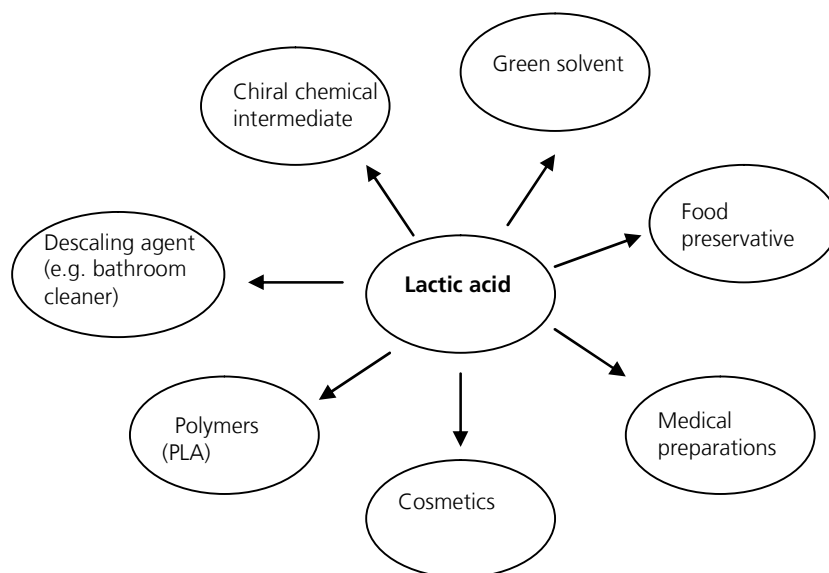 Green solvent
Chiral chemical
intermediate
Food
preservative
Descaling agent
(e.g. bathroom
cleaner)
Lactic acid
Polymers
(PLA)
Medical
preparations
Cosmetics